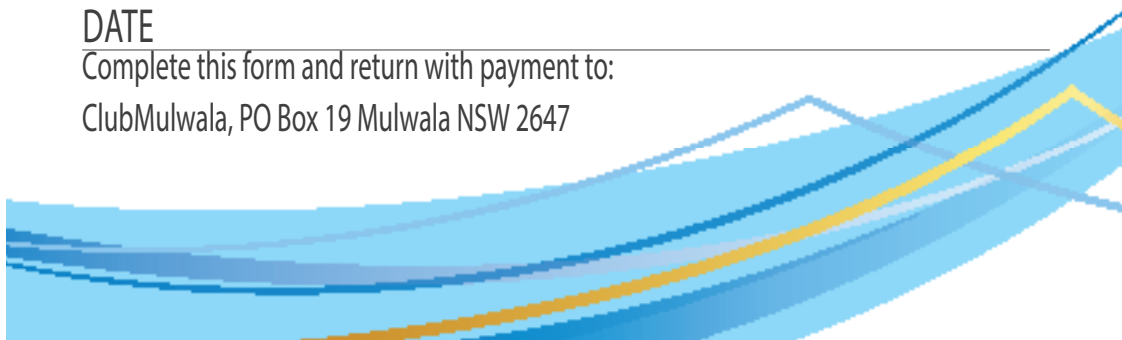 DATE
Complete this form and return with payment to:
ClubMulwala, PO Box 19 Mulwala NSW 2647